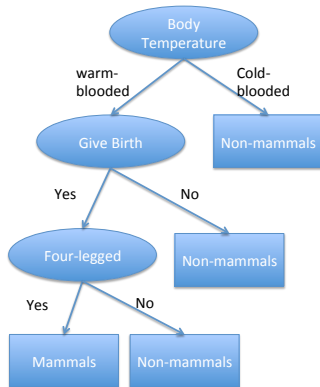 Body
Temperature
warm-
blooded
Cold-
blooded
Give Birth
Non-mammals
Yes
No
Four-legged
Non-mammals
Yes
No
Mammals
Non-mammals